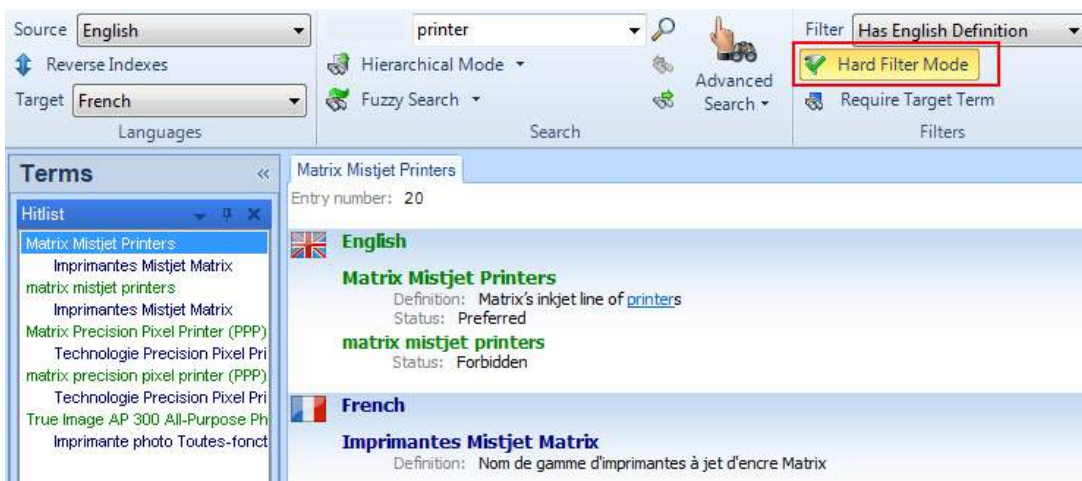 Source English
Reverse Indexes
Target French
Languages
printer
Hierarchical Mode
Fuzzy Search
Advanced
Search
Search
Filter Has English Definition
Hard Filter Mode
Require Target Term
Filters
Terms «
Hitlist
Matrix Mistjet Printers
Imprimantes Mistjet Matrix
matrix mistjet printers
Imprimantes Mistjet Matrix
Matrix Precision Pixel Printer (PPP)
Technologie Precision Pixel Pri
matrix precision pixel printer (PPP)
Technologie Precision Pixel Pri
True Image AP 300 All-Purpose Ph
Imprimante photo Toutes-fonct
Matrix Mistjet Printers
Entry number: 20
English
Matrix Mistjet Printers
Definition: Matrix's inkjet line of printers
Status: Preferred
matrix mistjet printers
Status: Forbidden
French
Imprimantes Mistjet Matrix
Definition: Nom de gamme d'imprimantes à jet d'encre Matrix